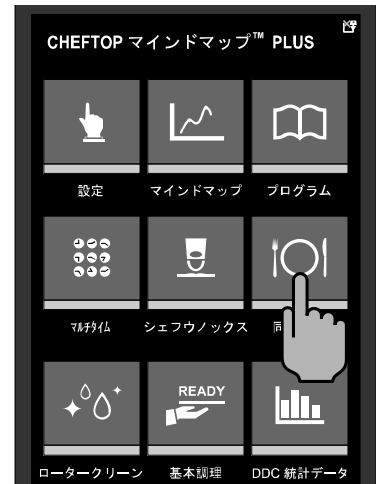 CHEFTOP マインドマップ™ PLUS
設定 マインドマップ プログラム
マルチタイム シェフウノックス 同
READY
ロータークリーン 基本調理 DDC 統計データ